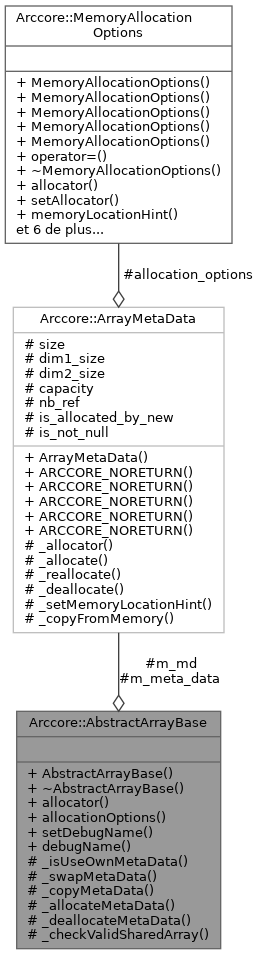 Arccore::MemoryAllocation
Options
+ MemoryAllocationOptions()
+ MemoryAllocationOptions()
+ MemoryAllocationOptions()
+ MemoryAllocationOptions()
+ MemoryAllocationOptions()
+ operator=()
+ ~MemoryAllocationOptions()
+ allocator()
+ setAllocator()
+ memoryLocationHint()
et 6 de plus...
#allocation_options
Arccore::ArrayMetaData
# size
# dim1_size
# dim2_size
# capacity
# nb_ref
# is_allocated_by_new
# is_not_null
+ ArrayMetaData()
+ ARCCORE_NORETURN()
+ ARCCORE_NORETURN()
+ ARCCORE_NORETURN()
+ ARCCORE_NORETURN()
+ ARCCORE_NORETURN()
# _allocator()
# _allocate()
# _reallocate()
# _deallocate()
# _setMemoryLocationHint()
# _copyFromMemory()
#m_md
#m_meta_data
Arccore::AbstractArrayBase
+ AbstractArrayBase()
+ ~AbstractArrayBase()
+ allocator()
+ allocationOptions()
+ setDebugName()
+ debugName()
# _isUseOwnMetaData()
# _swapMetaData()
# _copyMetaData()
# _allocateMetaData()
# _deallocateMetaData()
# _checkValidSharedArray()